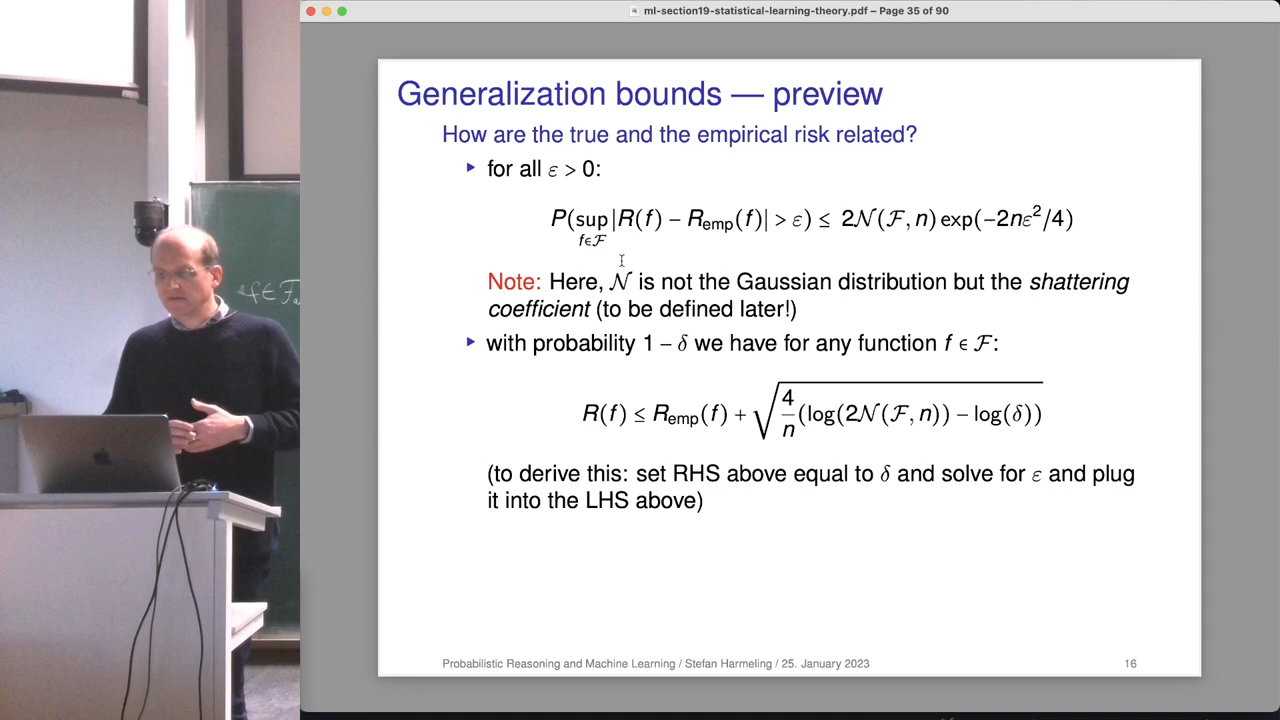 ml-section19-statistical-learning-theory.pdf – Page 35 of 90
Generalization bounds — preview
How are the true and the empirical risk related?
▸ for all ε > 0:
P(sup_{f∈ℱ} |R(f) − R_emp(f)| > ε) ≤ 2𝒩(ℱ, n) exp(−2nε²/4)
Note: Here, 𝒩 is not the Gaussian distribution but the shattering
coefficient (to be defined later!)
▸ with probability 1 − δ we have for any function f ∈ ℱ:
R(f) ≤ R_emp(f) + √(4/n (log(2𝒩(ℱ, n)) − log(δ)))
(to derive this: set RHS above equal to δ and solve for ε and plug
it into the LHS above)
Probabilistic Reasoning and Machine Learning / Stefan Harmeling / 25. January 2023 16
f ∈ ℱ